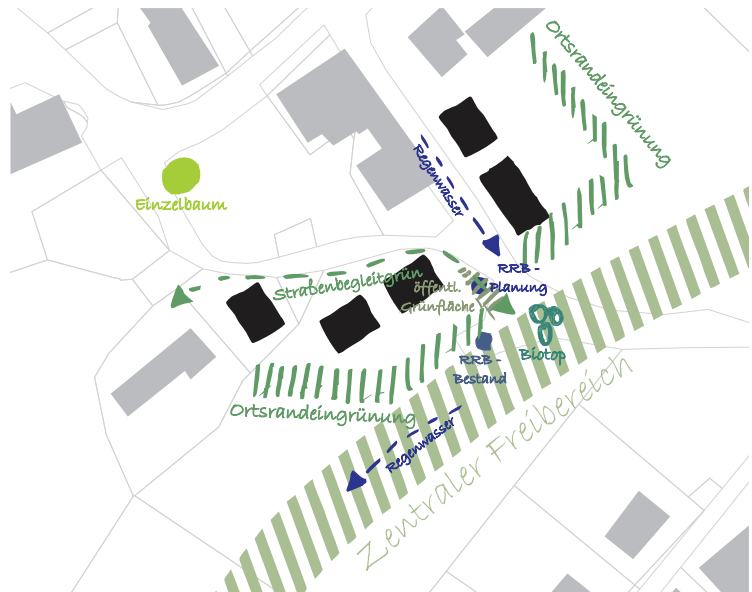 Ortsrandeingrünung
Regenwasser
Einzelbaum
Straßenbegleitgrün
RRB -
Planung
öffentl.
Grünfläche
Biotop
RRB -
Bestand
Ortsrandeingrünung
Regenwasser
Zentraler Freibereich